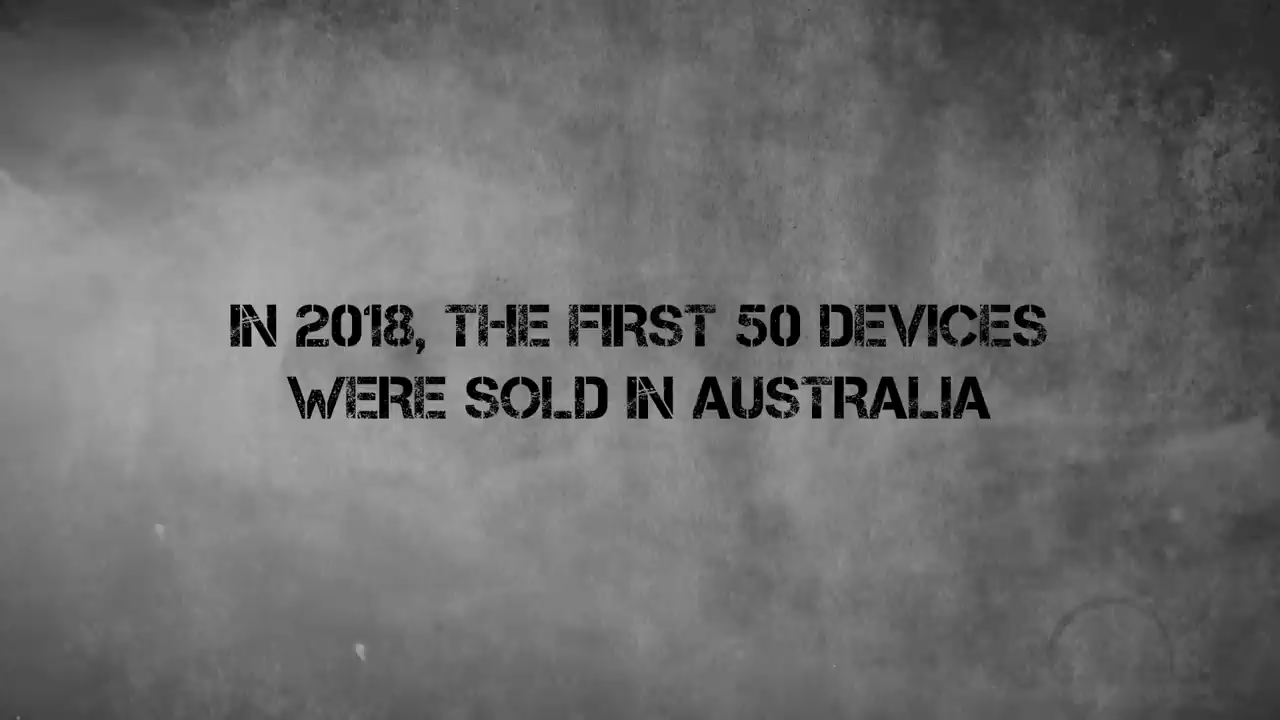 IN 2018, THE FIRST 50 DEVICES
WERE SOLD IN AUSTRALIA